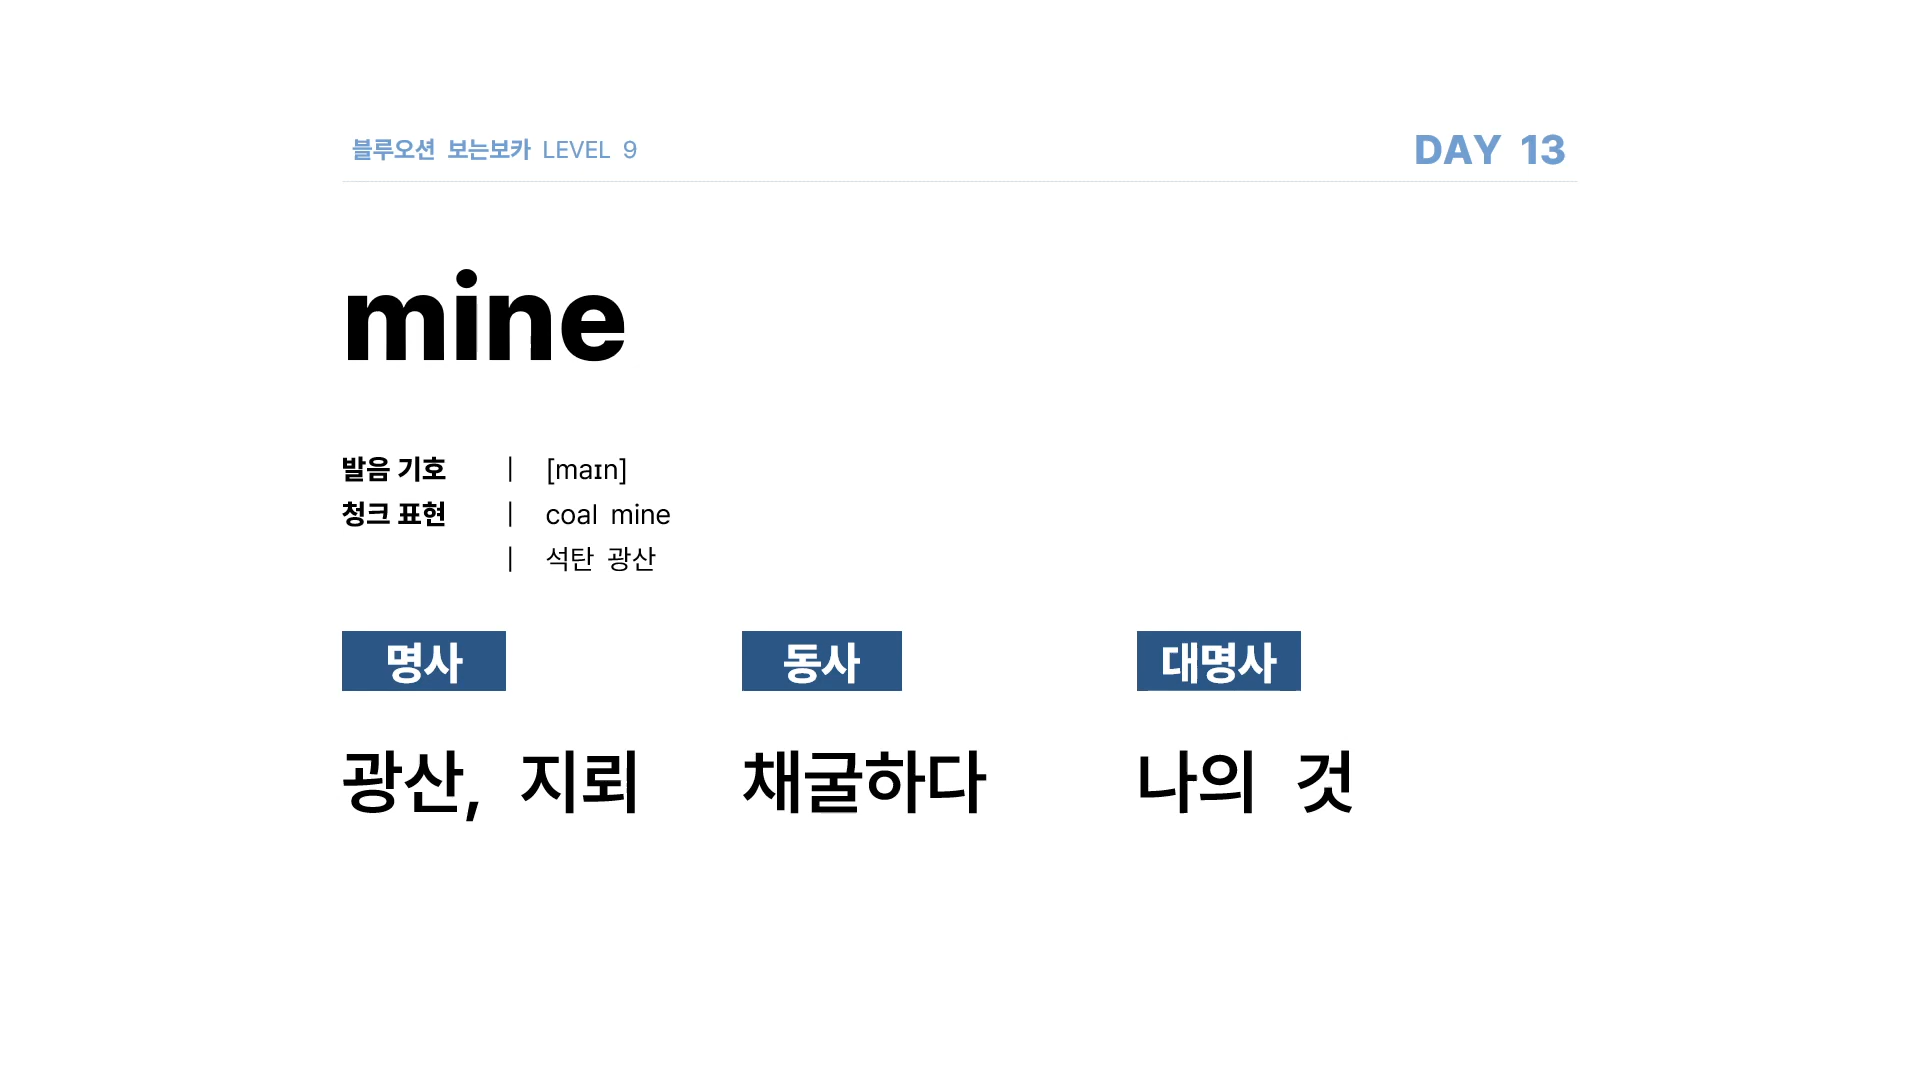 블루오션 보는보카 LEVEL 9
DAY 13
mine
발음 기호 | [maɪn]
청크 표현 | coal mine
| 석탄 광산
명사 동사 대명사
광산, 지뢰 채굴하다 나의 것